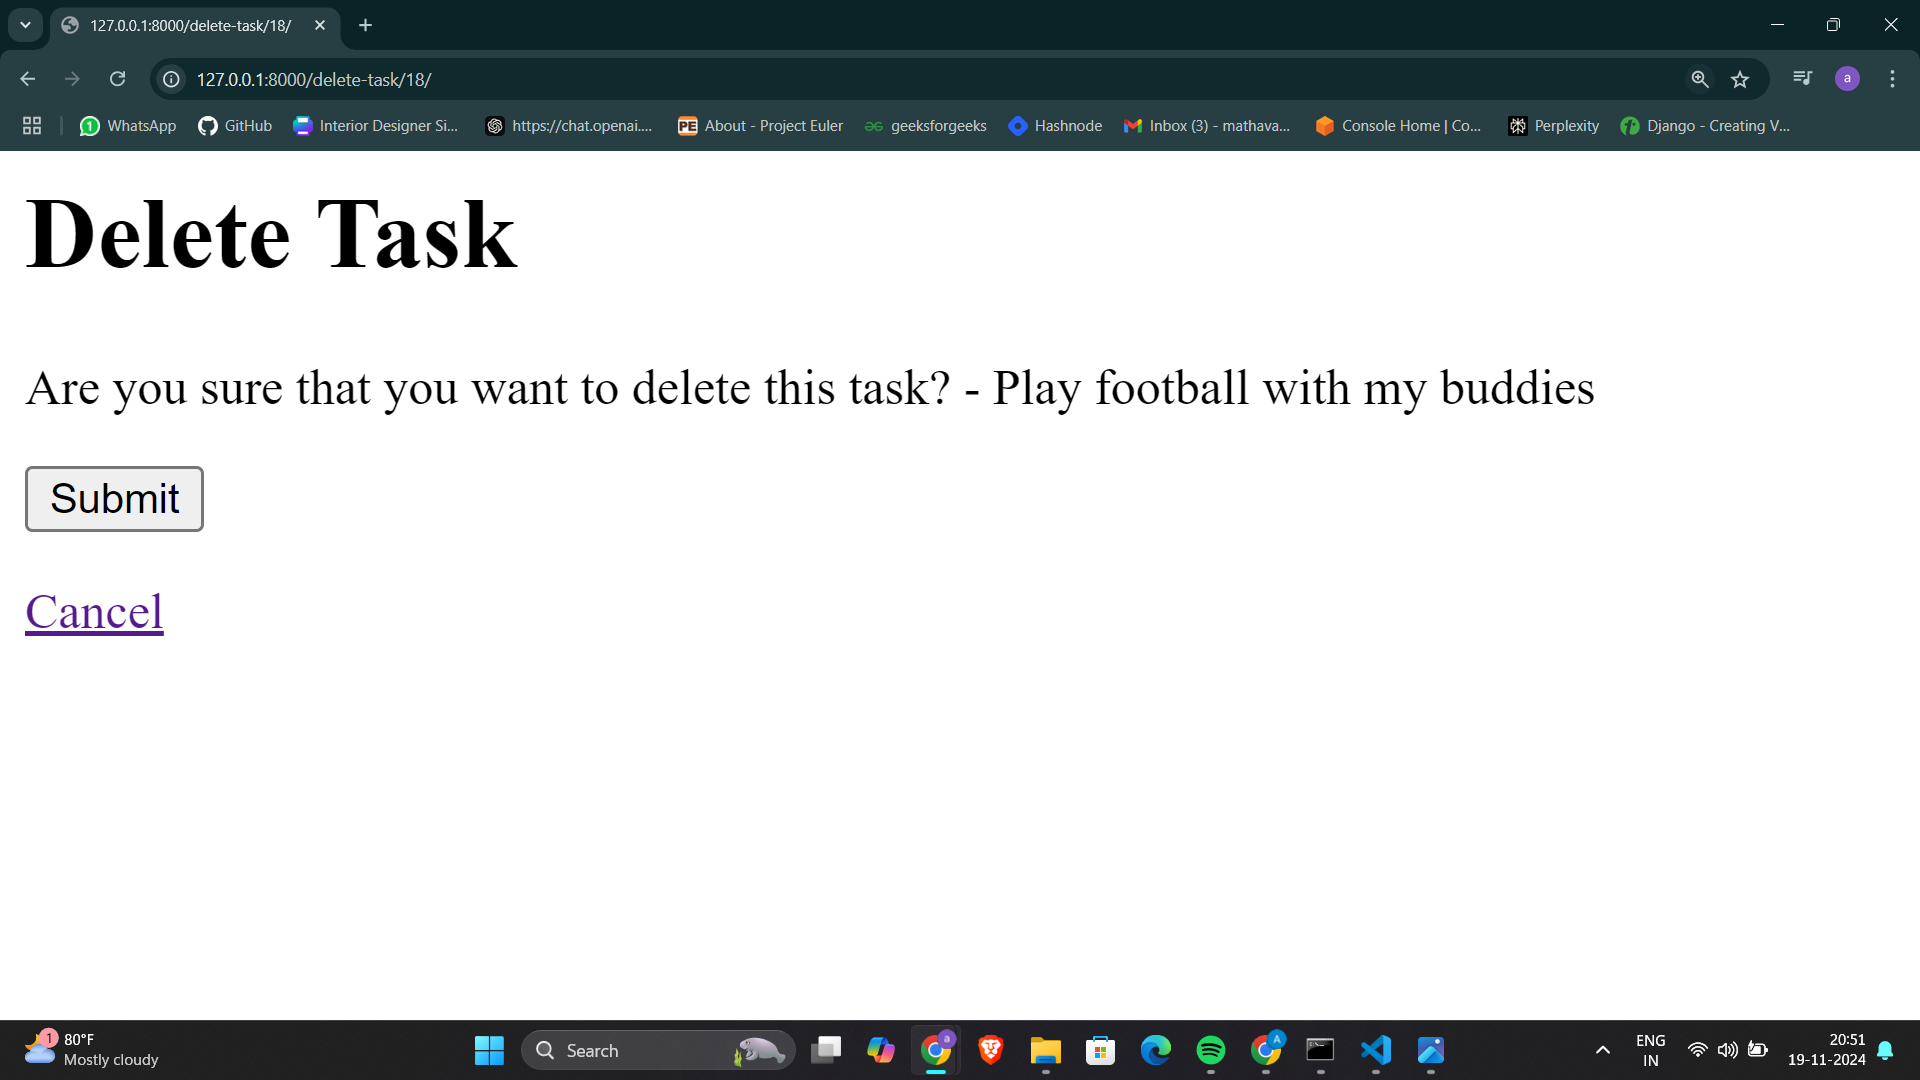 127.0.0.1:8000/delete-task/18/
127.0.0.1:8000/delete-task/18/
a
1 WhatsApp GitHub Interior Designer Si... https://chat.openai.... PE About - Project Euler geeksforgeeks Hashnode Inbox (3) - mathava... Console Home | Co... Perplexity Django - Creating V...
Delete Task
Are you sure that you want to delete this task? - Play football with my buddies
Submit
Cancel
1 80°F
Mostly cloudy
Search
a
A
ENG
IN
20:51
19-11-2024